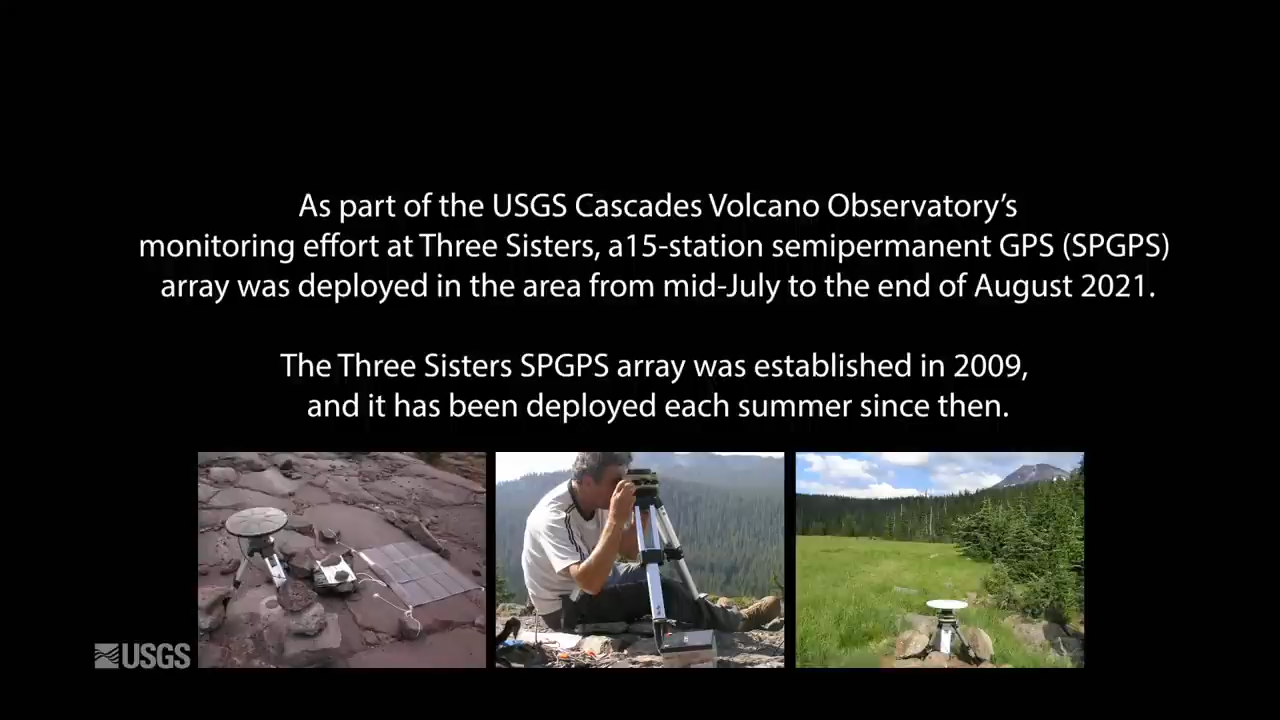 As part of the USGS Cascades Volcano Observatory’s
monitoring effort at Three Sisters, a15-station semipermanent GPS (SPGPS)
array was deployed in the area from mid-July to the end of August 2021.
The Three Sisters SPGPS array was established in 2009,
and it has been deployed each summer since then.
USGS